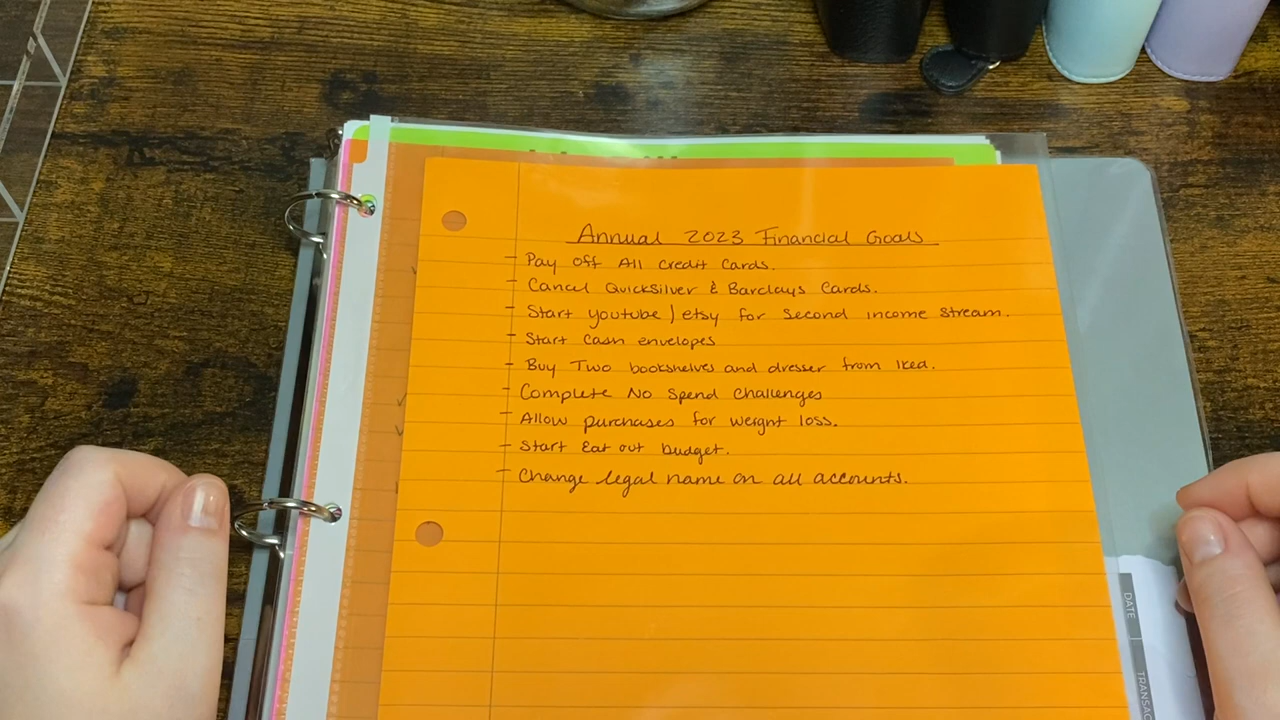 Annual 2023 Financial Goals
- Pay off All Credit Cards.
- Cancel Quicksilver & Barclays Cards.
- Start youtube / etsy for second income stream.
- Start Cash envelopes
- Buy Two bookshelves and dresser from Ikea.
- Complete No Spend Challenges
- Allow purchases for weight loss.
- Start Eat out budget.
- Change legal name on all accounts.
DATE